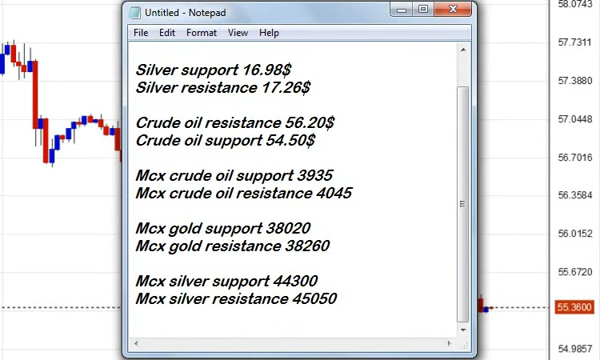 Untitled - Notepad
File Edit Format View Help
Silver support 16.98$
Silver resistance 17.26$
Crude oil resistance 56.20$
Crude oil support 54.50$
Mcx crude oil support 3935
Mcx crude oil resistance 4045
Mcx gold support 38020
Mcx gold resistance 38260
Mcx silver support 44300
Mcx silver resistance 45050
58.0743
57.7311
57.3880
57.0448
56.7016
56.3584
56.0152
55.6720
55.3600
54.9857